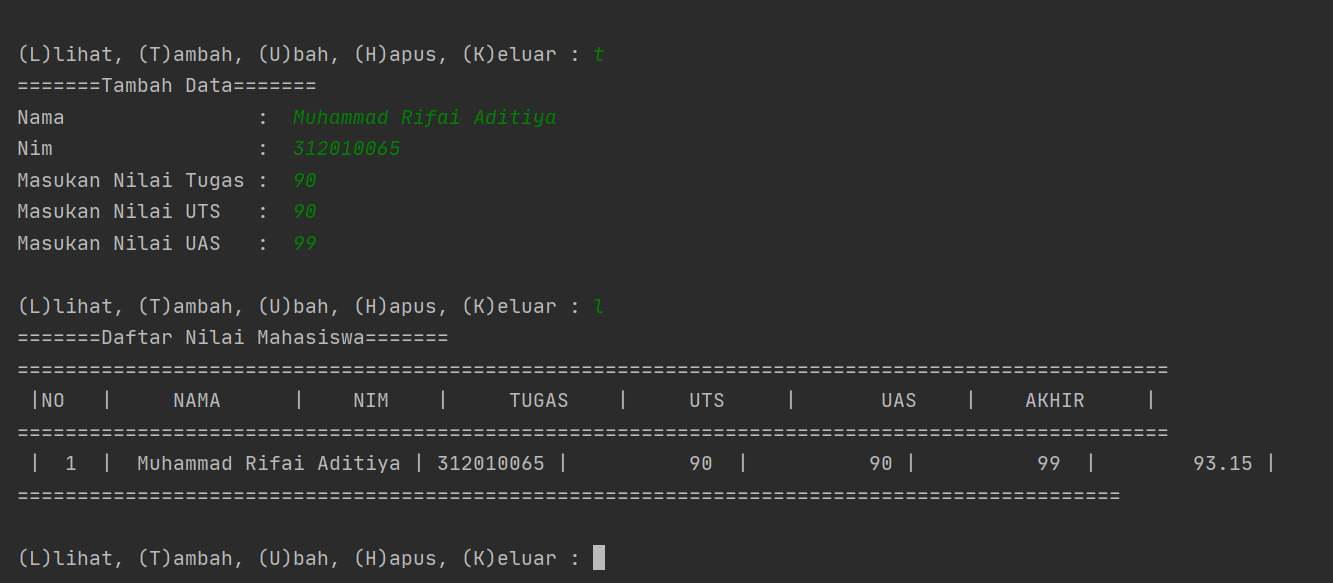 (L)lihat, (T)ambah, (U)bah, (H)apus, (K)eluar : t
=======Tambah Data=======
Nama                :  Muhammad Rifai Aditiya
Nim                 :  312010065
Masukan Nilai Tugas :  90
Masukan Nilai UTS   :  90
Masukan Nilai UAS   :  99
(L)lihat, (T)ambah, (U)bah, (H)apus, (K)eluar : l
=======Daftar Nilai Mahasiswa=======
================================================================================================
 |NO   |     NAMA      |    NIM    |     TUGAS    |     UTS     |       UAS    |    AKHIR     |
================================================================================================
 |  1  |  Muhammad Rifai Aditiya | 312010065 |          90  |          90 |          99  |        93.15 |
============================================================================================
(L)lihat, (T)ambah, (U)bah, (H)apus, (K)eluar :